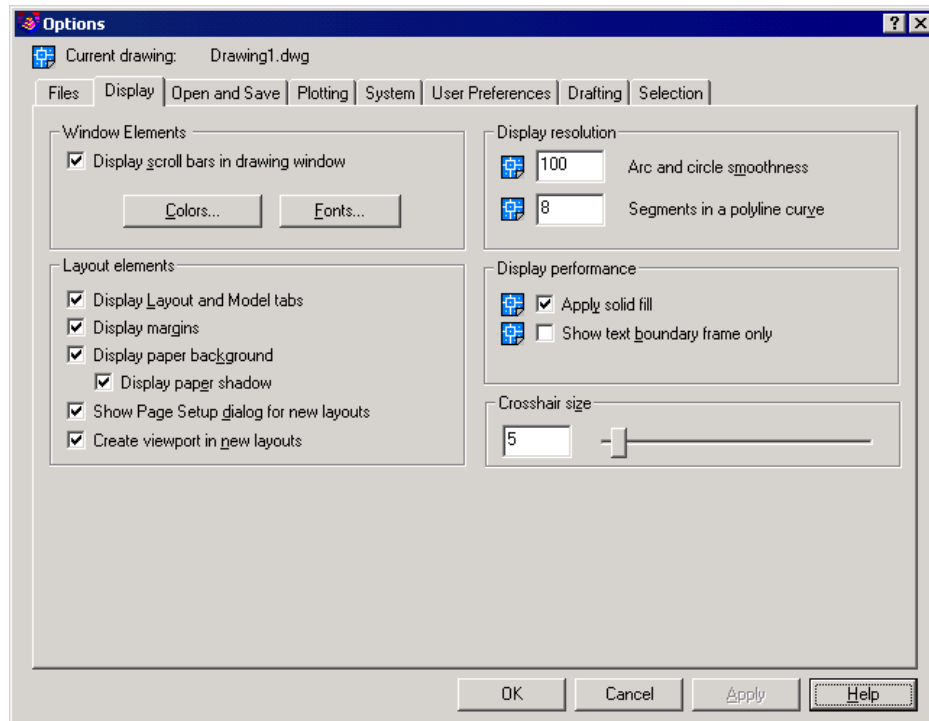 Options
Current drawing: Drawing1.dwg
Files Display Open and Save Plotting System User Preferences Drafting Selection
Window Elements
Display scroll bars in drawing window
Colors... Fonts...
Layout elements
Display Layout and Model tabs
Display margins
Display paper background
Display paper shadow
Show Page Setup dialog for new layouts
Create viewport in new layouts
Display resolution
100 Arc and circle smoothness
8 Segments in a polyline curve
Display performance
Apply solid fill
Show text boundary frame only
Crosshair size
5
OK Cancel Apply Help